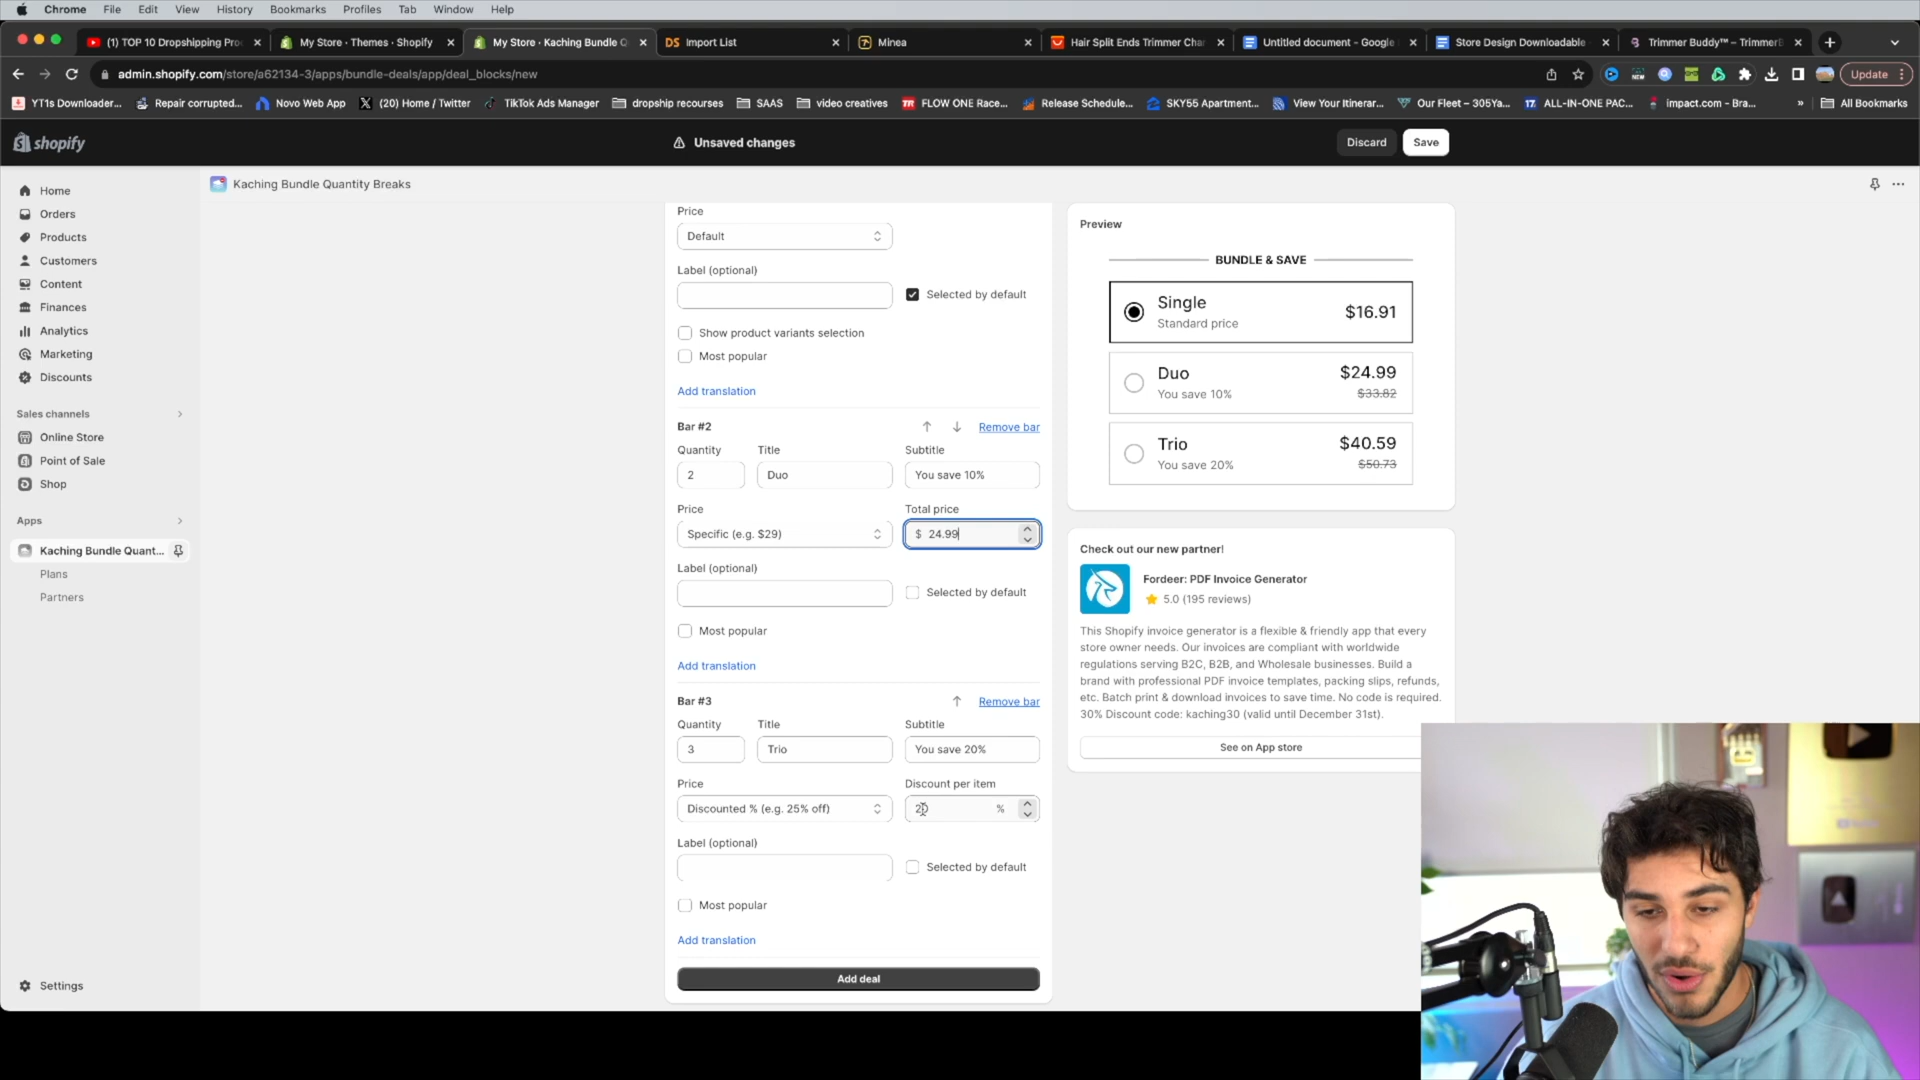 Chrome File Edit View History Bookmarks Profiles Tab Window Help
(1) TOP 10 Dropshipping Pro
My Store · Themes · Shopify
My Store · Kaching Bundle Q
DS Import List
Minea
Hair Split Ends Trimmer Char
Untitled document - Google
Store Design Downloadable
Trimmer Buddy™ – TrimmerB
admin.shopify.com/store/a62134-3/apps/bundle-deals/app/deal_blocks/new
Update
YT1s Downloader...
Repair corrupted...
Novo Web App
(20) Home / Twitter
TikTok Ads Manager
dropship recourses
SAAS
video creatives
FLOW ONE Race...
Release Schedule...
SKY55 Apartment...
View Your Itinerar...
Our Fleet – 305Ya...
ALL-IN-ONE PAC...
impact.com - Bra...
»
All Bookmarks
shopify
Unsaved changes
Discard
Save
Home
Orders
Products
Customers
Content
Finances
Analytics
Marketing
Discounts
Sales channels
Online Store
Point of Sale
Shop
Apps
Kaching Bundle Quant...
Plans
Partners
Settings
Kaching Bundle Quantity Breaks
Price
Default
Label (optional)
Selected by default
Show product variants selection
Most popular
Add translation
Bar #2
Remove bar
Quantity Title Subtitle
2 Duo You save 10%
Price Total price
Specific (e.g. $29) $ 24.99
Label (optional)
Selected by default
Most popular
Add translation
Bar #3
Remove bar
Quantity Title Subtitle
3 Trio You save 20%
Price Discount per item
Discounted % (e.g. 25% off) 20 %
Label (optional)
Selected by default
Most popular
Add translation
Add deal
Preview
BUNDLE & SAVE
Single $16.91
Standard price
Duo $24.99
You save 10% $33.82
Trio $40.59
You save 20% $50.73
Check out our new partner!
Fordeer: PDF Invoice Generator
5.0 (195 reviews)
This Shopify invoice generator is a flexible & friendly app that every
store owner needs. Our invoices are compliant with worldwide
regulations serving B2C, B2B, and Wholesale businesses. Build a
brand with professional PDF invoice templates, packing slips, refunds,
etc. Batch print & download invoices to save time. No code is required.
30% Discount code: kaching30 (valid until December 31st).
See on App store